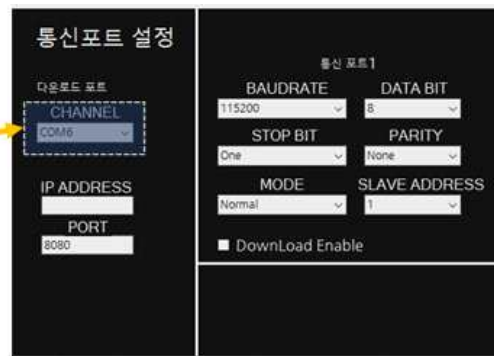 통신포트 설정
다운로드 포트
CHANNEL
COM6
IP ADDRESS
PORT
8080
통신 포트1
BAUDRATE DATA BIT
115200 8
STOP BIT PARITY
One None
MODE SLAVE ADDRESS
Normal 1
DownLoad Enable